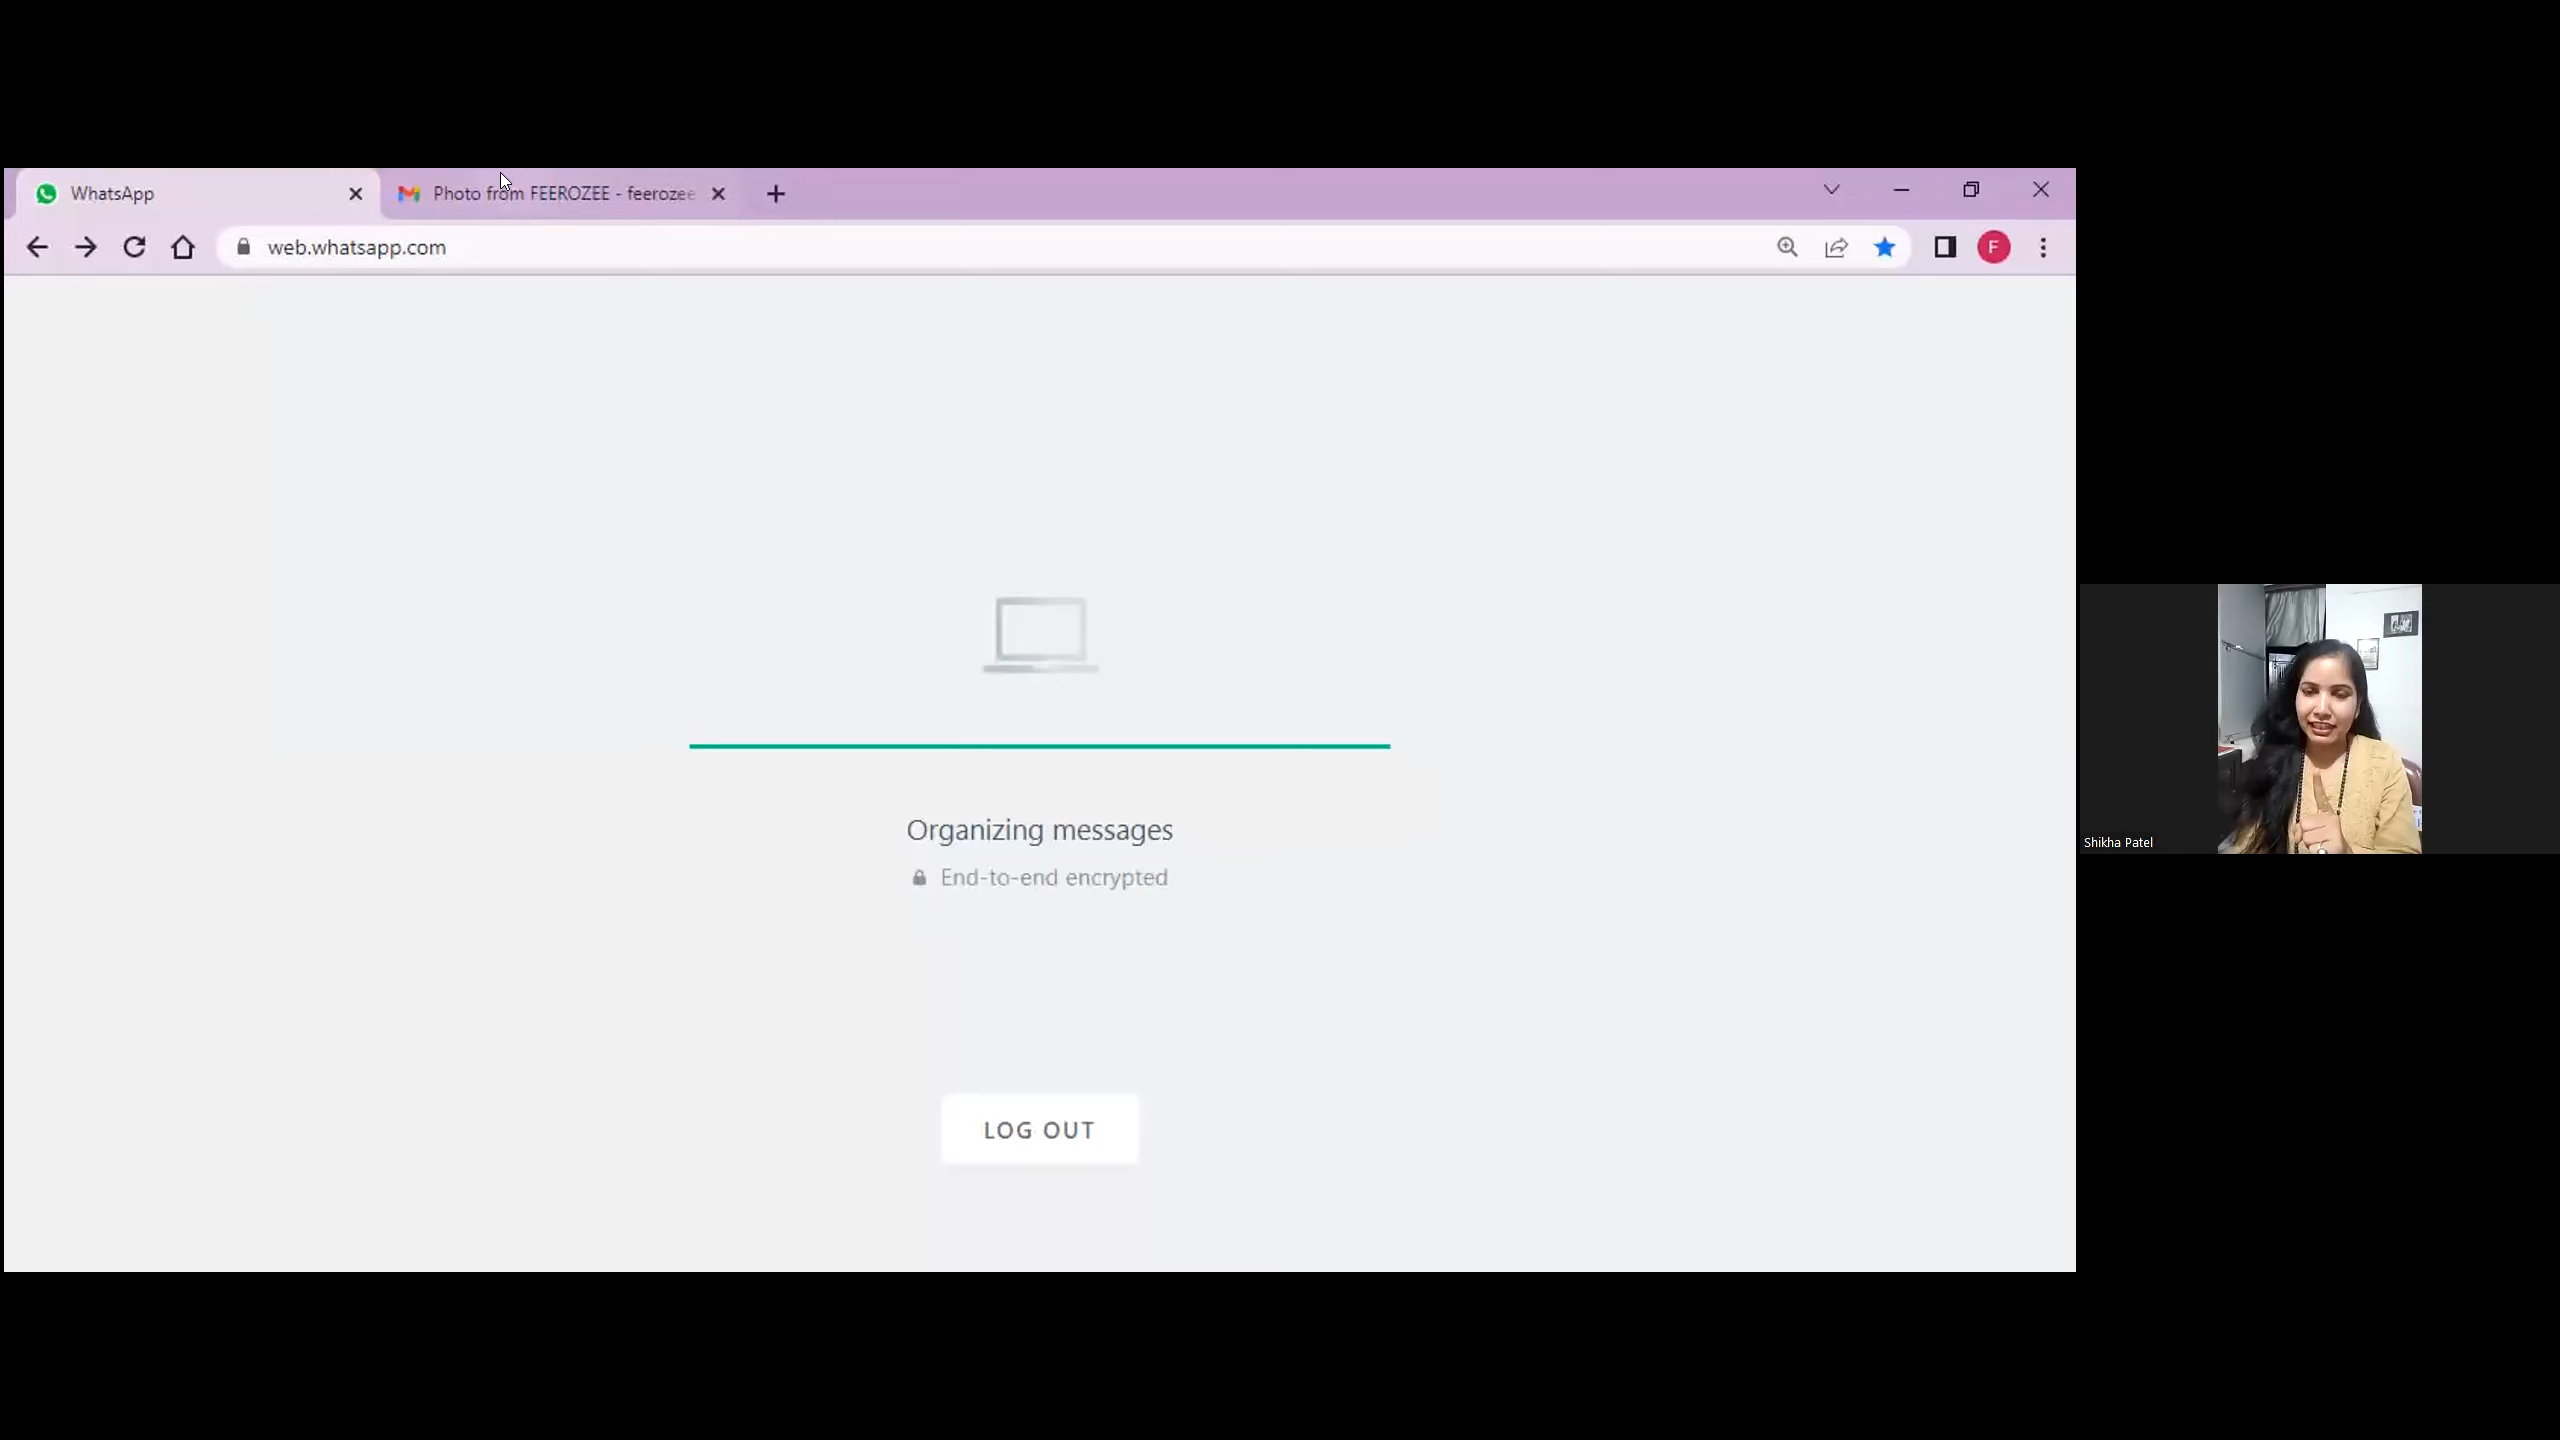 WhatsApp
Photo from FEEROZEE - feerozee
web.whatsapp.com
F
Organizing messages
End-to-end encrypted
LOG OUT
Shikha Patel